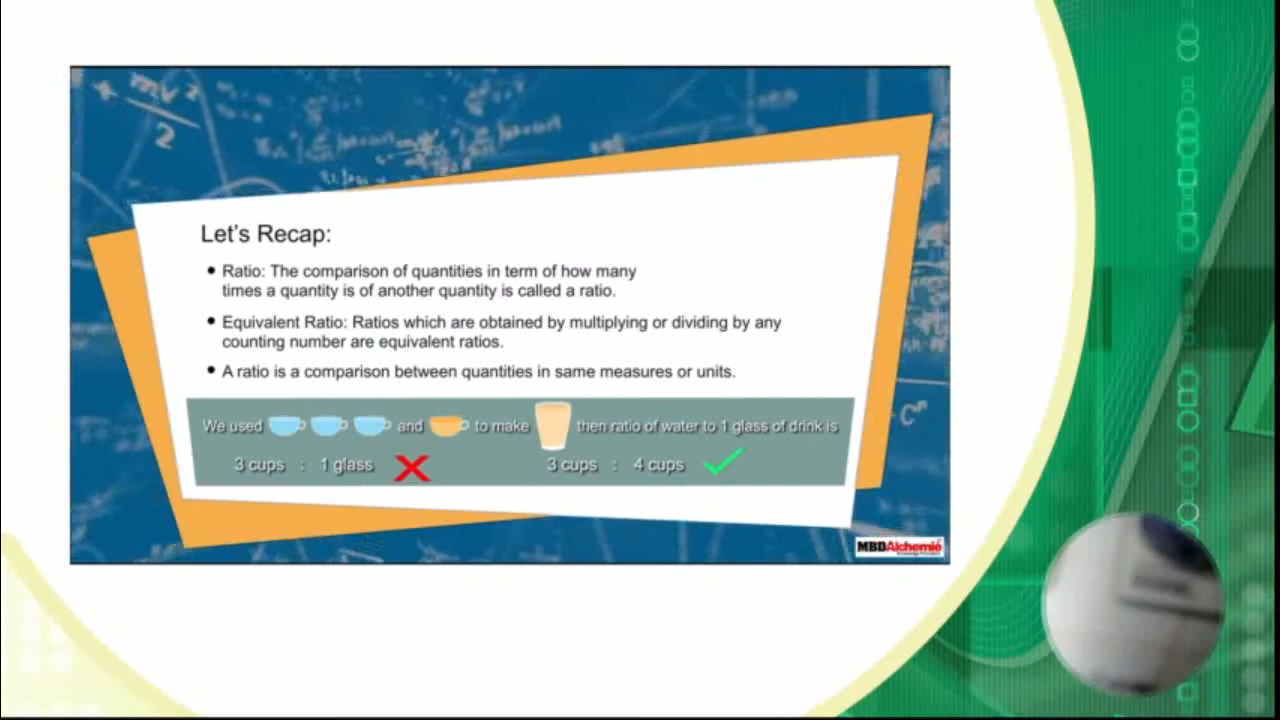 mv²
2
Let's Recap:
• Ratio: The comparison of quantities in term of how many
times a quantity is of another quantity is called a ratio.
• Equivalent Ratio: Ratios which are obtained by multiplying or dividing by any
counting number are equivalent ratios.
• A ratio is a comparison between quantities in same measures or units.
We used and to make then ratio of water to 1 glass of drink is
3 cups : 1 glass 3 cups : 4 cups
MBDAlchemie